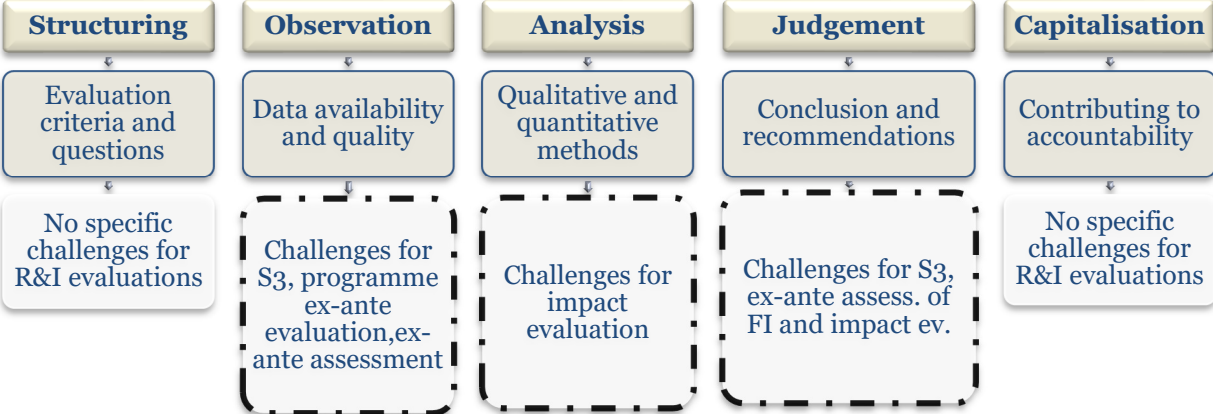 Structuring
Observation
Analysis
Judgement
Capitalisation
Evaluation
criteria and
questions
Data availability
and quality
Qualitative and
quantitative
methods
Conclusion and
recommendations
Contributing to
accountability
No specific
challenges for
R&I evaluations
Challenges for
S3, programme
ex-ante
evaluation,ex-
ante assessment
Challenges for
impact
evaluation
Challenges for S3,
ex-ante assess. of
FI and impact ev.
No specific
challenges for
R&I evaluations